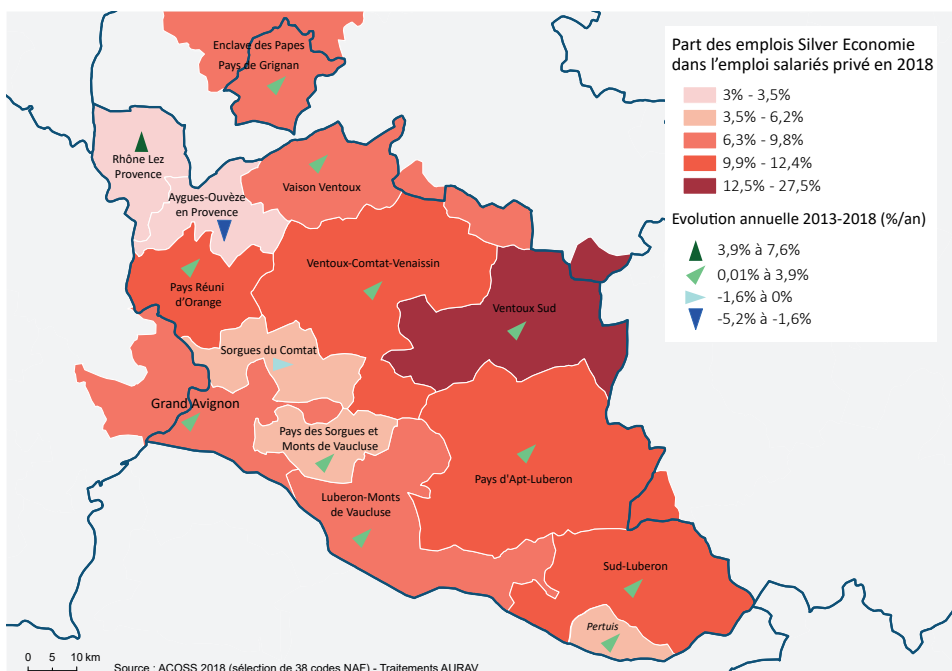 Enclave des Papes
Pays de Grignan
Rhône Lez
Provence
Aygues-Ouvèze
en Provence
Vaison Ventoux
Ventoux-Comtat-Venaissin
Pays Réuni
d'Orange
Ventoux Sud
Sorgues du Comtat
Grand Avignon
Pays des Sorgues et
Monts de Vaucluse
Pays d'Apt-Luberon
Luberon-Monts
de Vaucluse
Sud-Luberon
Pertuis
Part des emplois Silver Economie
dans l'emploi salariés privé en 2018
3% - 3,5%
3,5% - 6,2%
6,3% - 9,8%
9,9% - 12,4%
12,5% - 27,5%
Evolution annuelle 2013-2018 (%/an)
3,9% à 7,6%
0,01% à 3,9%
-1,6% à 0%
-5,2% à -1,6%
0 5 10 km
Source : ACOSS 2018 (sélection de 38 codes NAF) - Traitements AURAV